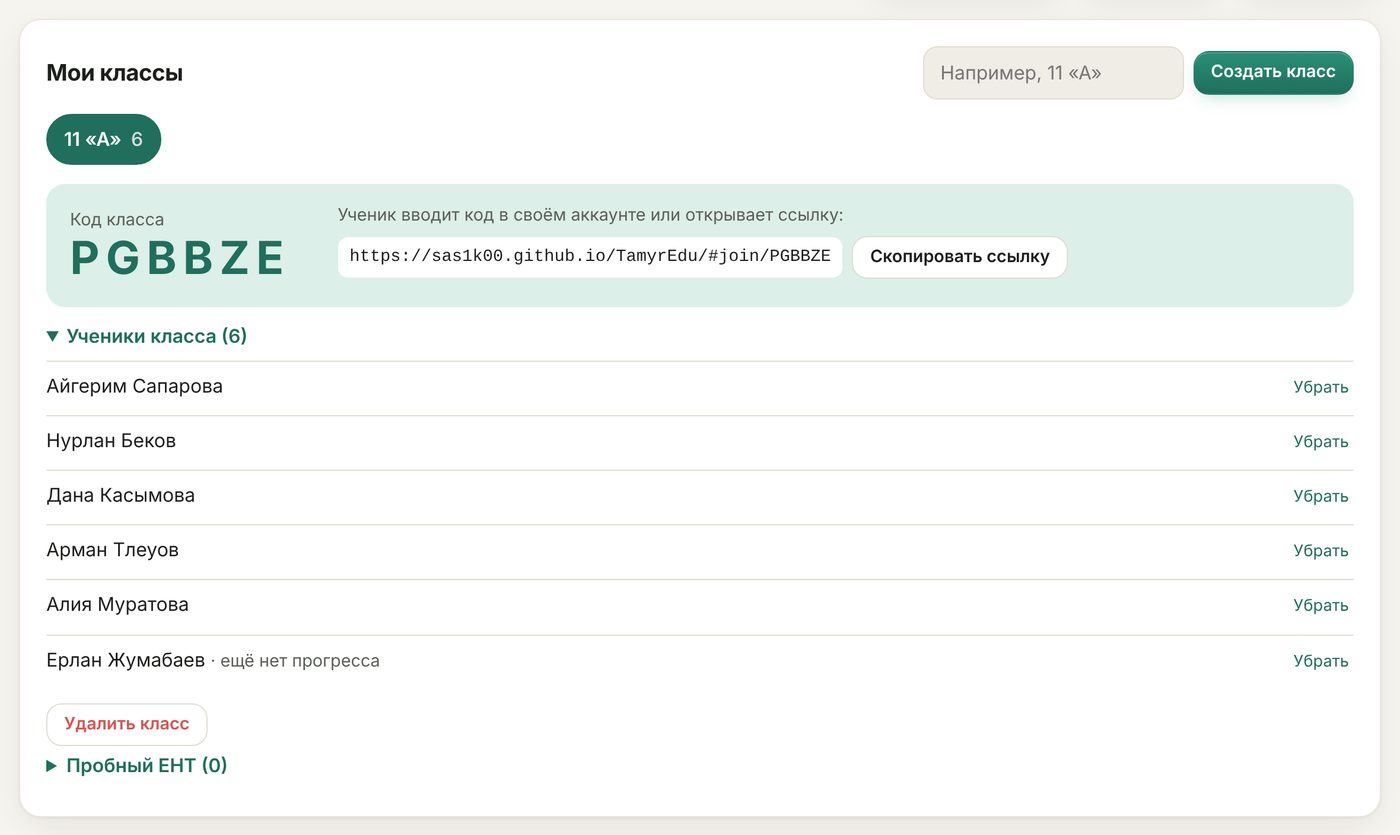 Мои классы
Например, 11 «А»
Создать класс
11 «А» 6
Код класса
PGBBZE
Ученик вводит код в своём аккаунте или открывает ссылку:
https://sas1k00.github.io/TamyrEdu/#join/PGBBZE
Скопировать ссылку
▼ Ученики класса (6)
Айгерим Сапарова Убрать
Нурлан Беков Убрать
Дана Касымова Убрать
Арман Тлеуов Убрать
Алия Муратова Убрать
Ерлан Жумабаев · ещё нет прогресса Убрать
Удалить класс
▶ Пробный ЕНТ (0)